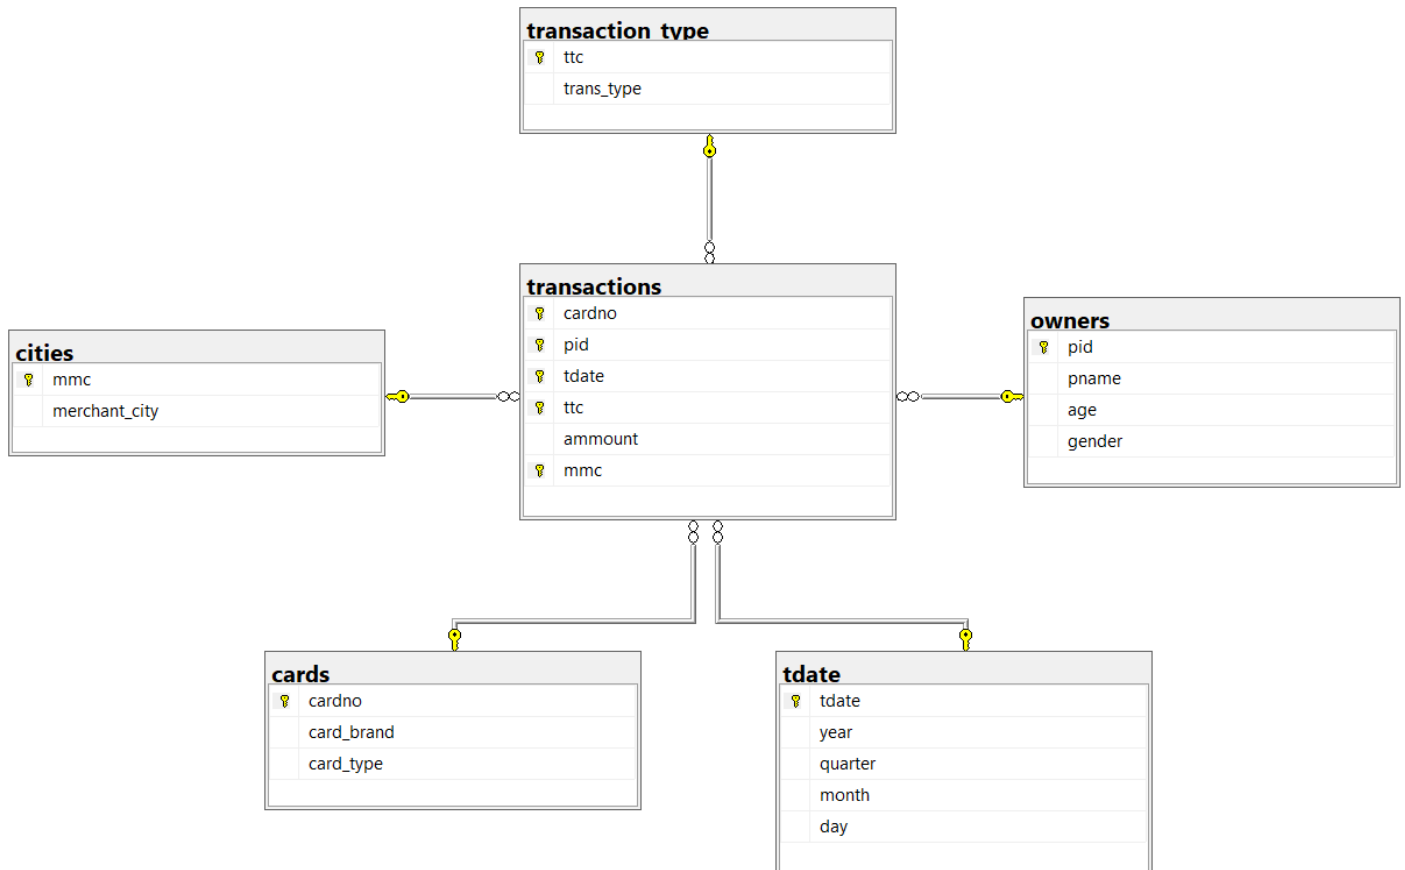 transaction_type
ttc
trans_type
transactions
cardno
pid
tdate
ttc
ammount
mmc
cities
mmc
merchant_city
owners
pid
pname
age
gender
cards
cardno
card_brand
card_type
tdate
tdate
year
quarter
month
day